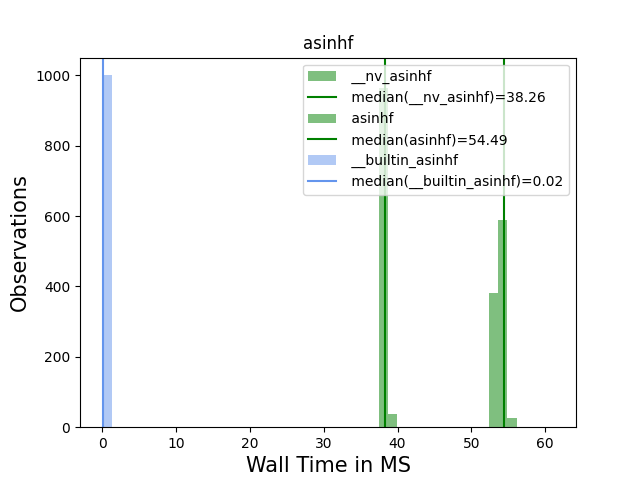 asinhf
__nv_asinhf
median(__nv_asinhf)=38.26
asinhf
median(asinhf)=54.49
__builtin_asinhf
median(__builtin_asinhf)=0.02
Observations
1000
800
600
400
200
0
0 10 20 30 40 50 60
Wall Time in MS